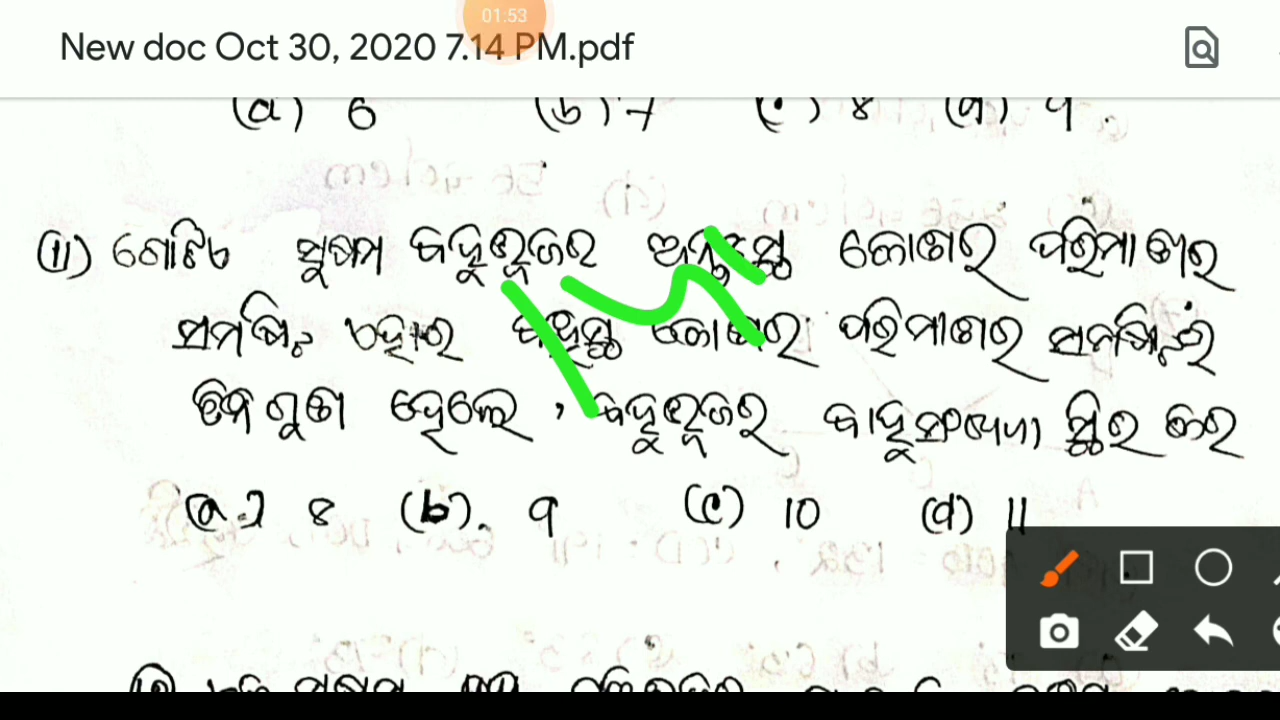 01:53
New doc Oct 30, 2020 7.14 PM.pdf
(a) 6 (b) 7 (c) 8 (d) 9.
(11) ଗୋଟିଏ ସୁଷମ ବହୁଭୂଜର ଅନ୍ତଃସ୍ଥ କୋଣର ପରିମାଣର
ସମଷ୍ଟି, ଏହାର ବହିସ୍ଥ କୋଣର ପରିମାଣର ସମଷ୍ଟିର
ତିନି ଗୁଣ ହେଲେ, ବହୁଭୂଜର ବାହୁସଂଖ୍ୟା ସ୍ଥିର କର
(a.) 8 (b). 9 (c) 10 (d) 11